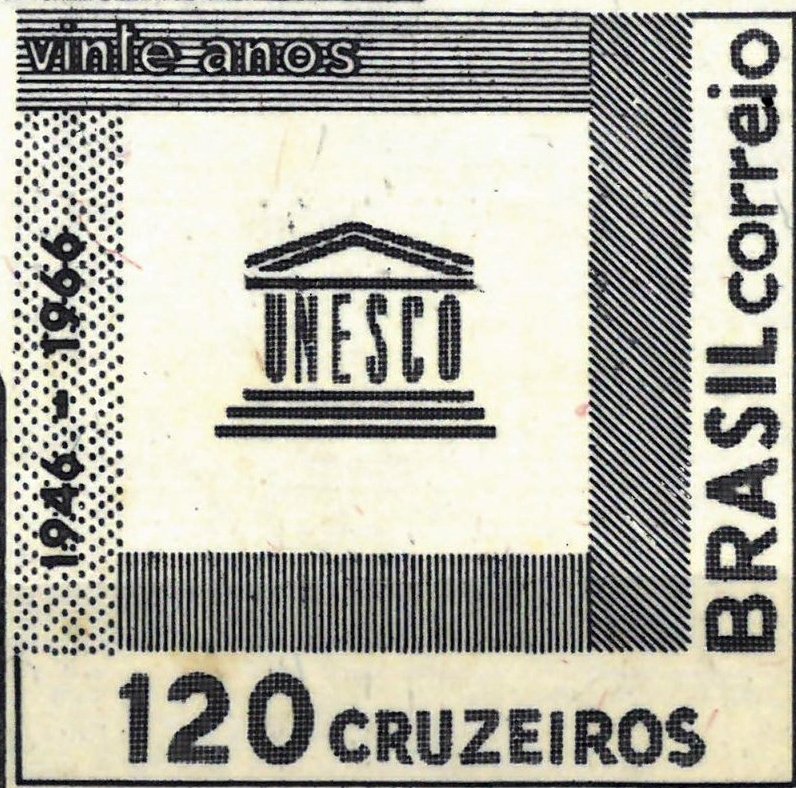 vinte anos
1946 - 1966
UNESCO
BRASIL correio
120 CRUZEIROS